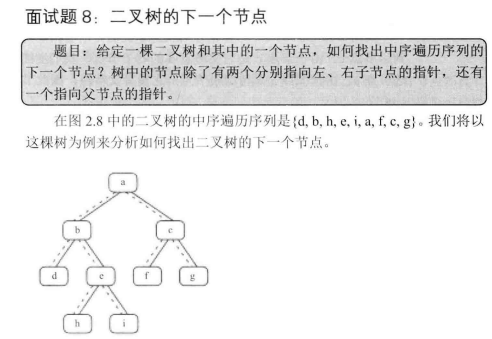 面试题 8：二叉树的下一个节点
题目：给定一棵二叉树和其中的一个节点，如何找出中序遍历序列的
下一个节点？树中的节点除了有两个分别指向左、右子节点的指针，还有
一个指向父节点的指针。
在图 2.8 中的二叉树的中序遍历序列是{d, b, h, e, i, a, f, c, g}。我们将以
这棵树为例来分析如何找出二叉树的下一个节点。
a
b c
d e f g
h i